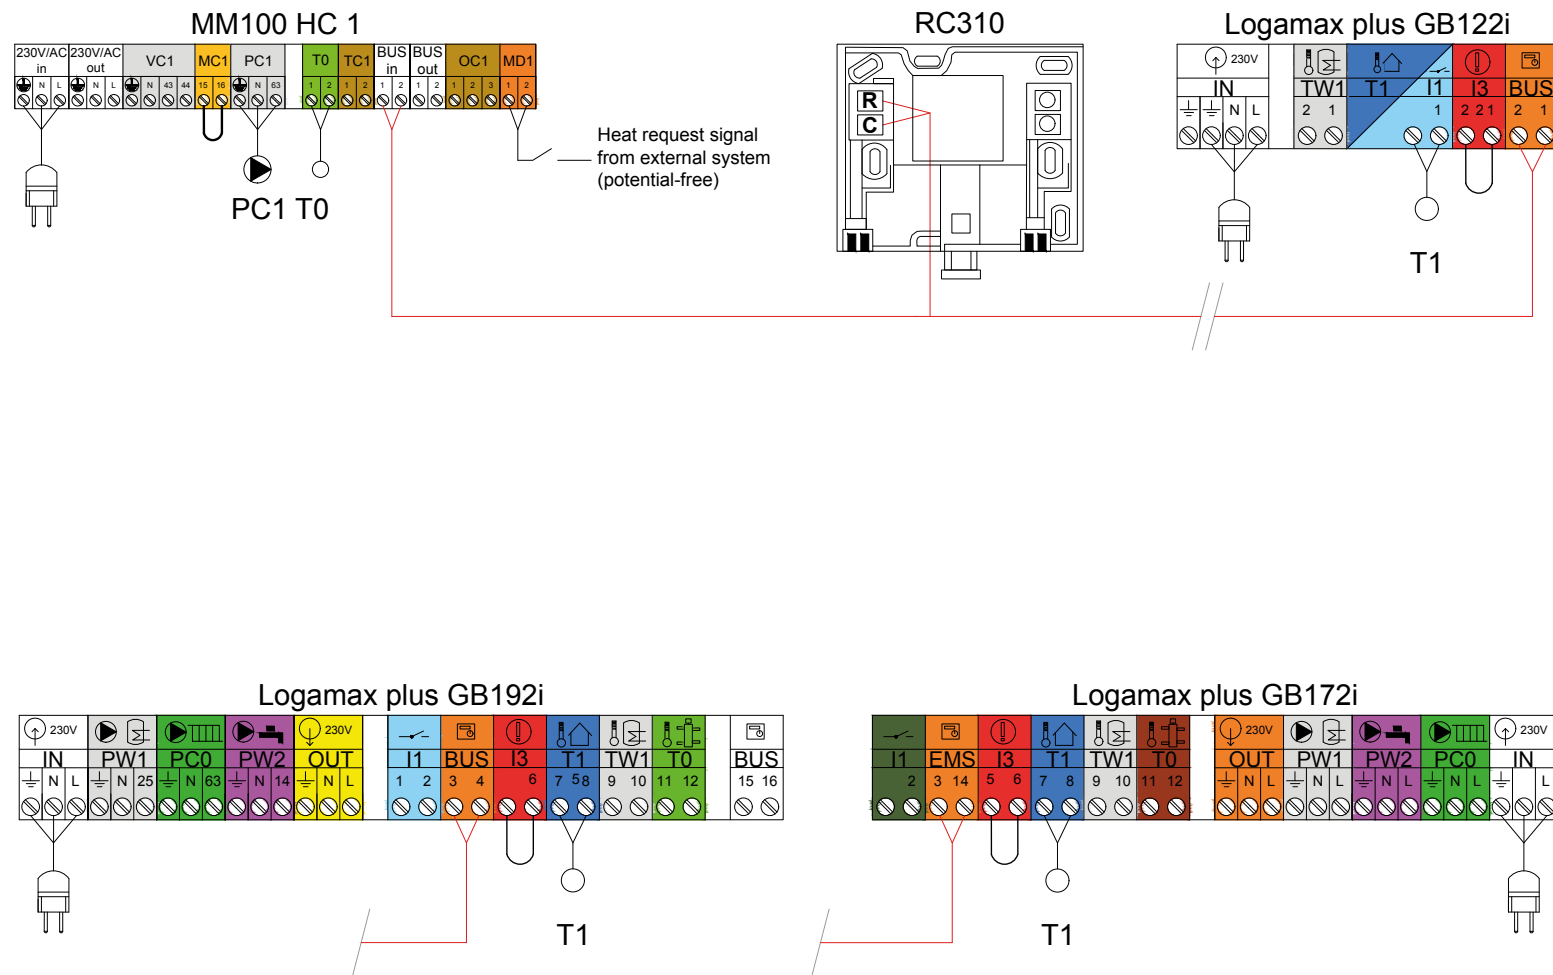 MM100 HC 1
230V/AC in 230V/AC out VC1 MC1 PC1 T0 TC1 BUS in BUS out OC1 MD1
N L N L N 43 44 15 16 N 63 1 2 1 2 1 2 1 2 1 2 3 1 2
Heat request signal
from external system
(potential-free)
PC1 T0
RC310
R
C
Logamax plus GB122i
230V
IN TW1 T1 I1 I3 BUS
N L 2 1 1 2 2 1 2 1
T1
Logamax plus GB192i
230V 230V
IN PW1 PC0 PW2 OUT I1 BUS I3 T1 TW1 T0 BUS
N L N 25 N 63 N 14 N L 1 2 3 4 6 7 5 8 9 10 11 12 15 16
T1
Logamax plus GB172i
230V 230V
I1 EMS I3 T1 TW1 T0 OUT PW1 PW2 PC0 IN
2 3 14 5 6 7 8 9 10 11 12 N L N L N L N L L
T1